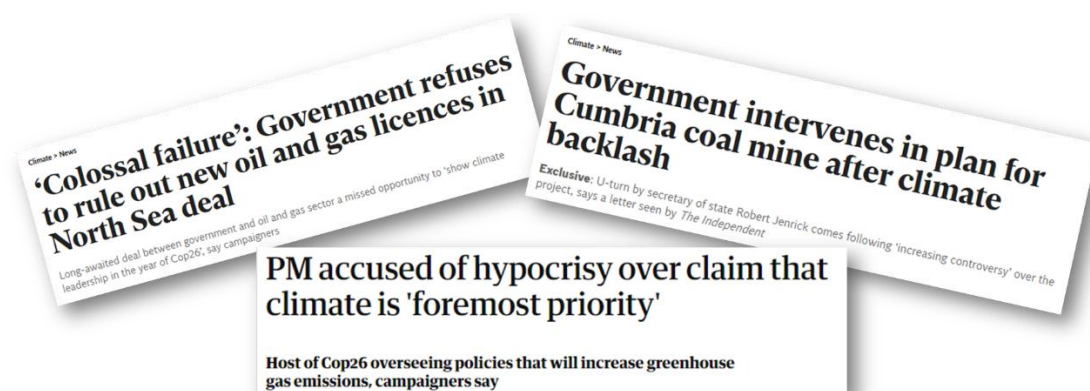 Climate > News
‘Colossal failure’: Government refuses
to rule out new oil and gas licences in
North Sea deal
Long-awaited deal between government and oil and gas sector a missed opportunity to ‘show climate
leadership in the year of Cop26’, say campaigners
Climate > News
Government intervenes in plan for
Cumbria coal mine after climate
backlash
Exclusive: U-turn by secretary of state Robert Jenrick comes following ‘increasing controversy’ over the
project, says a letter seen by The Independent
PM accused of hypocrisy over claim that
climate is 'foremost priority'
Host of Cop26 overseeing policies that will increase greenhouse
gas emissions, campaigners say